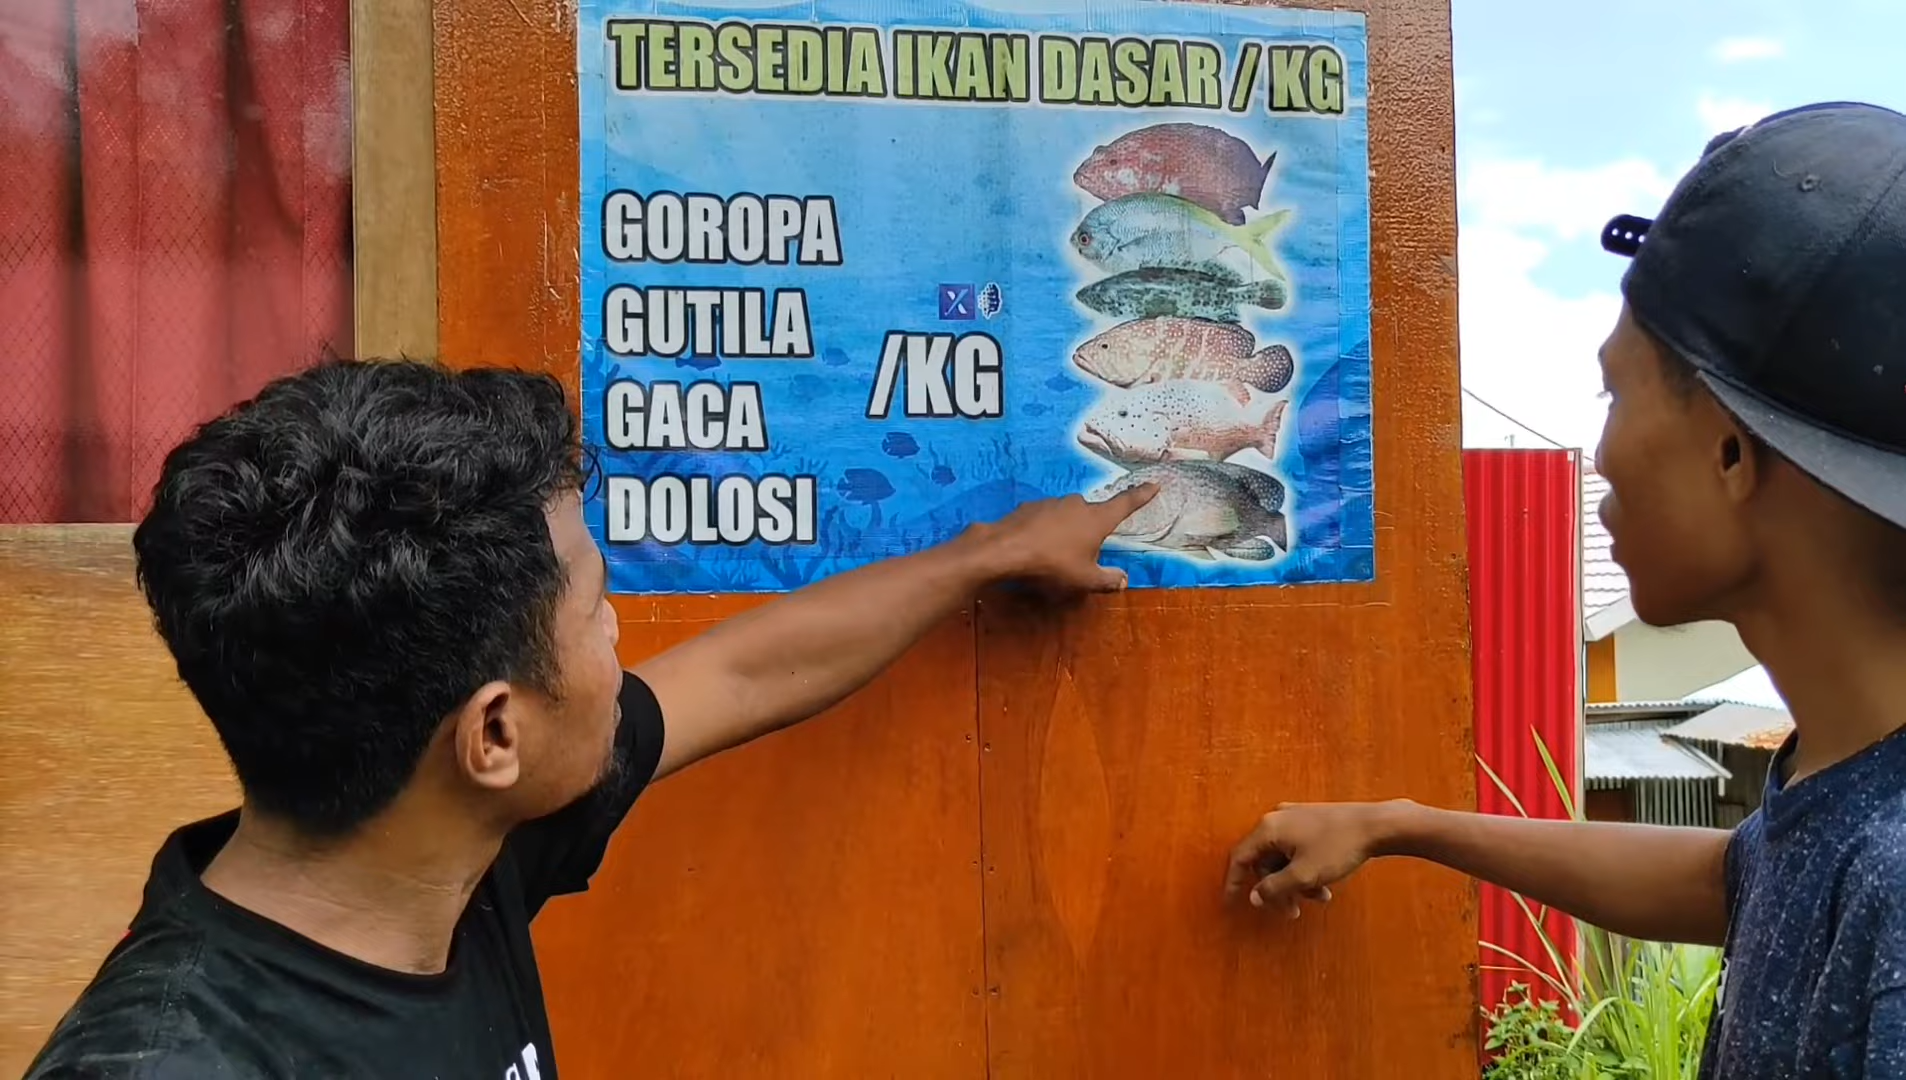 TERSEDIA IKAN DASAR / KG
GOROPA
GUTILA
GACA
DOLOSI
/KG